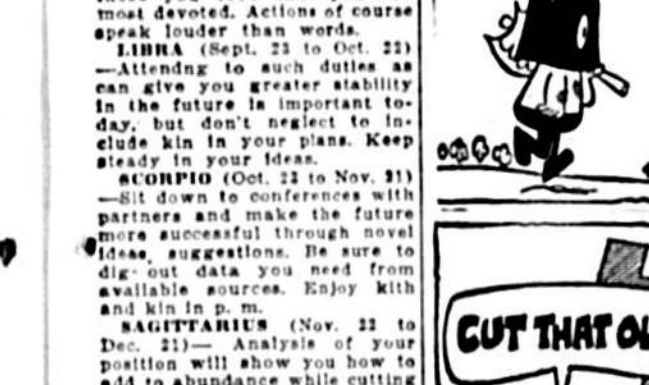 most devoted. Actions of course
speak louder than words.
LIBRA (Sept. 23 to Oct. 22)
—Attendng to such duties as
can give you greater stability
in the future is important to-
day, but don't neglect to in-
clude kin in your plans. Keep
steady in your ideas.
SCORPIO (Oct. 23 to Nov. 21)
—Sit down to conferences with
partners and make the future
more successful through novel
ideas, suggestions. Be sure to
dig out data you need from
available sources. Enjoy kith
and kin in p. m.
SAGITTARIUS (Nov. 22 to
Dec. 21)— Analysis of your
position will show you how to
add to abundance while cutting
CUT THAT